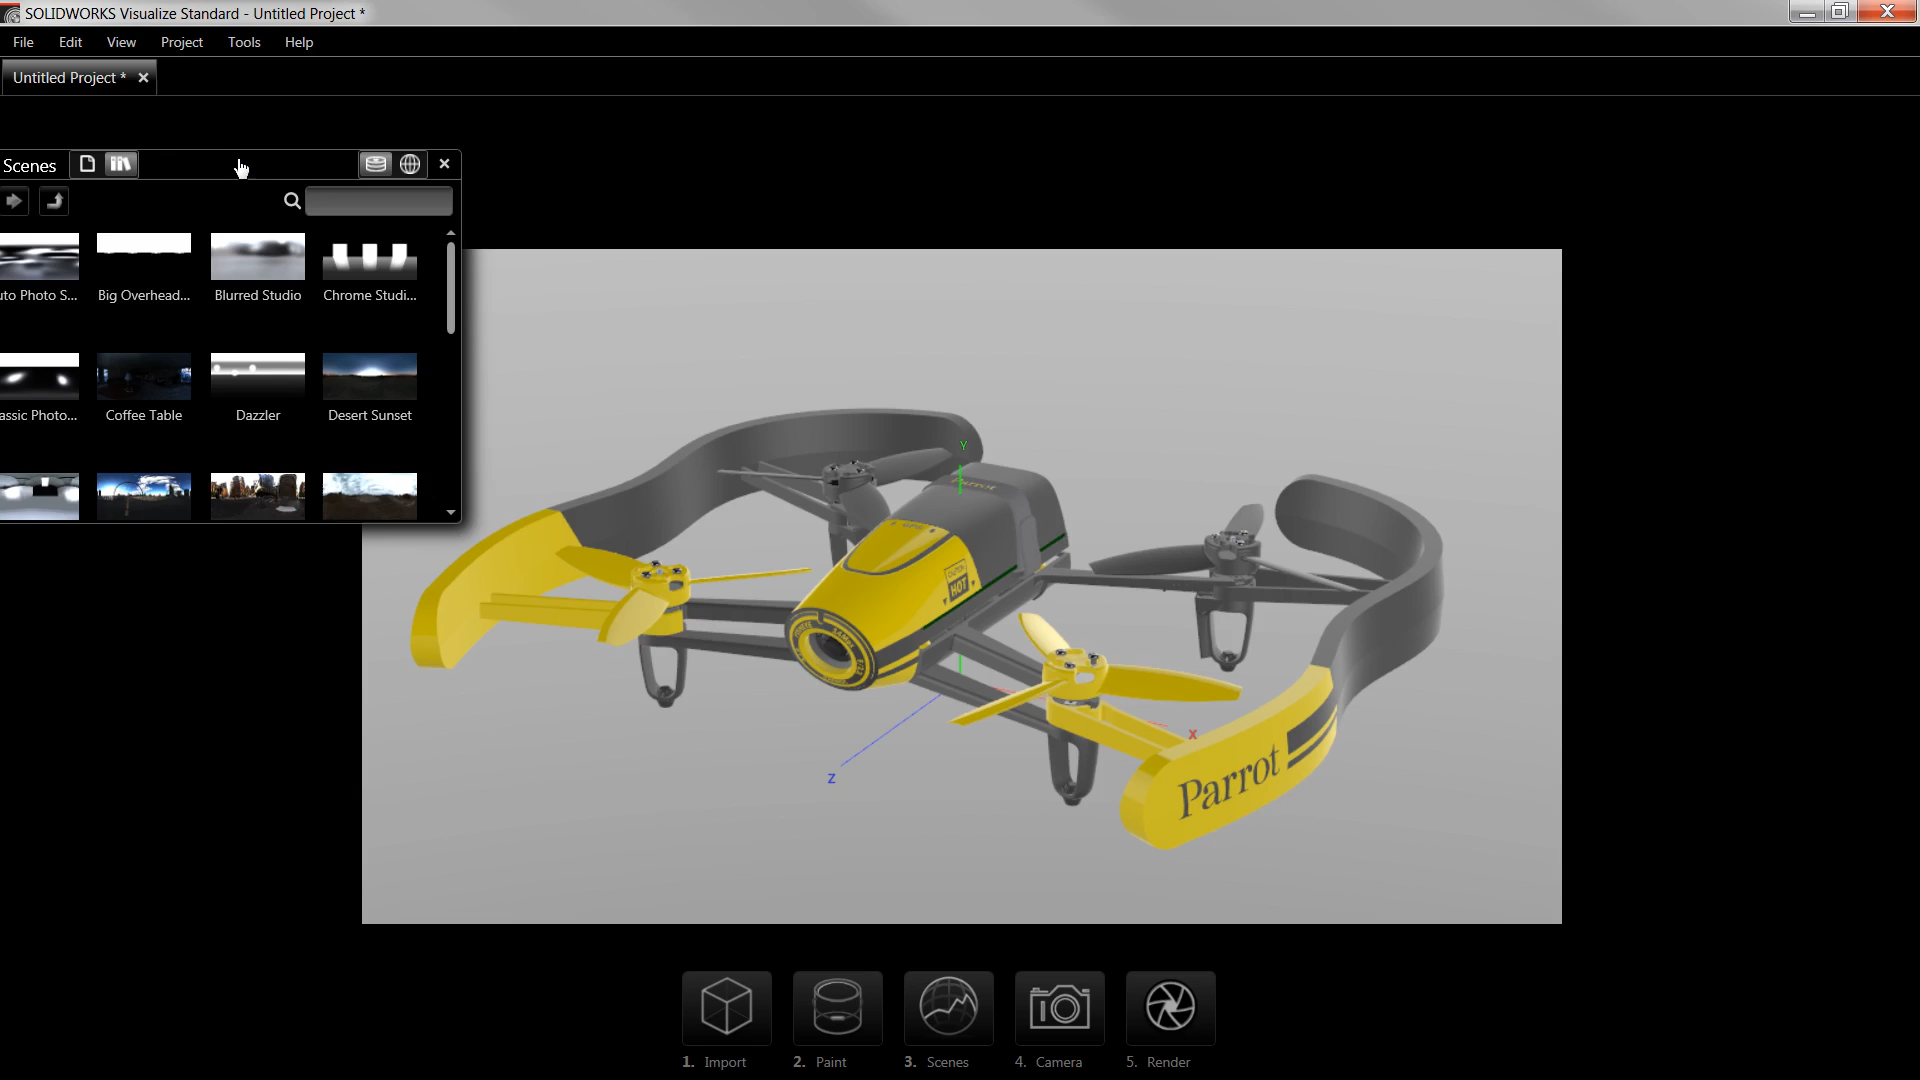 SOLIDWORKS Visualize Standard - Untitled Project *
File Edit View Project Tools Help
Untitled Project *
Scenes
uto Photo S... Big Overhead... Blurred Studio Chrome Studi...
assic Photo... Coffee Table Dazzler Desert Sunset
Y
Parrot
HOT
X
Z
Parrot
1. Import 2. Paint 3. Scenes 4. Camera 5. Render